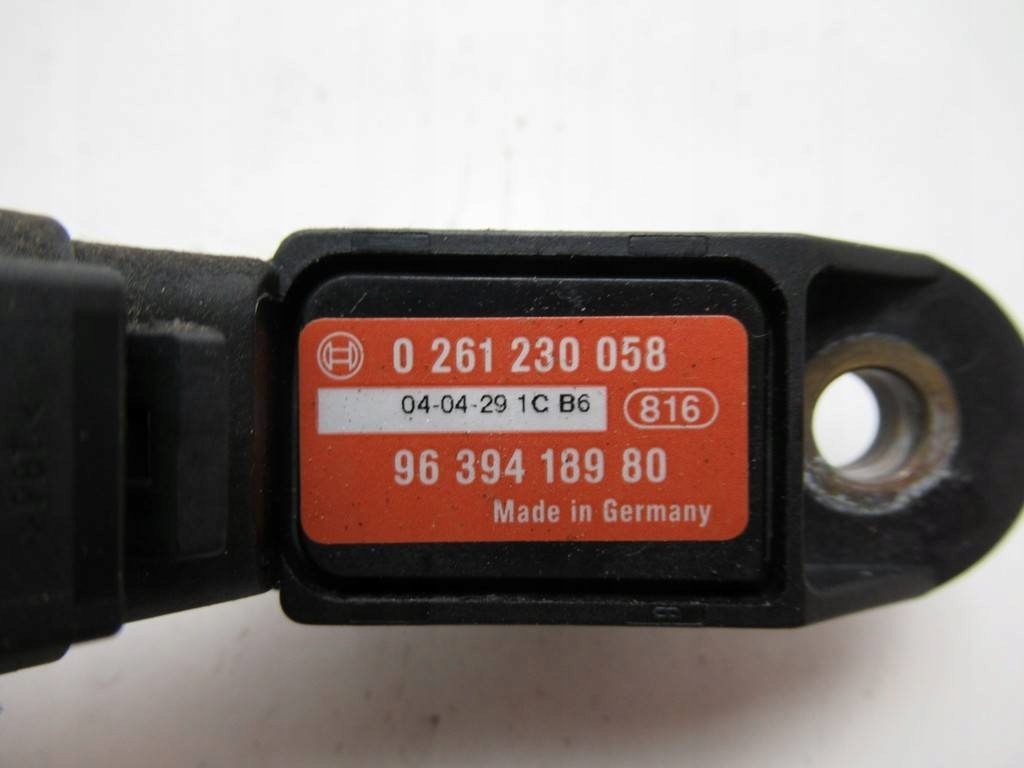 0 261 230 058
04-04-29 1C B6 816
96 394 189 80
Made in Germany